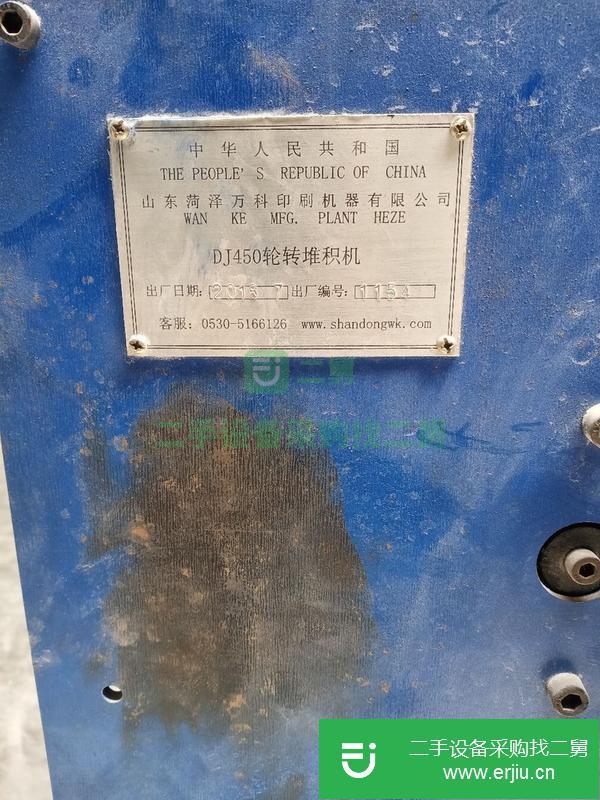 中华人民共和国
THE PEOPLE'S REPUBLIC OF CHINA
山东菏泽万科印刷机器有限公司
WAN KE MFG. PLANT HEZE
DJ450轮转堆积机
出厂日期: 7 出厂编号: 1154
客服: 0530-5166126 www.shandongwk.com
二舅
二手设备采购找二舅
二手设备采购找二舅
www.erjiu.cn